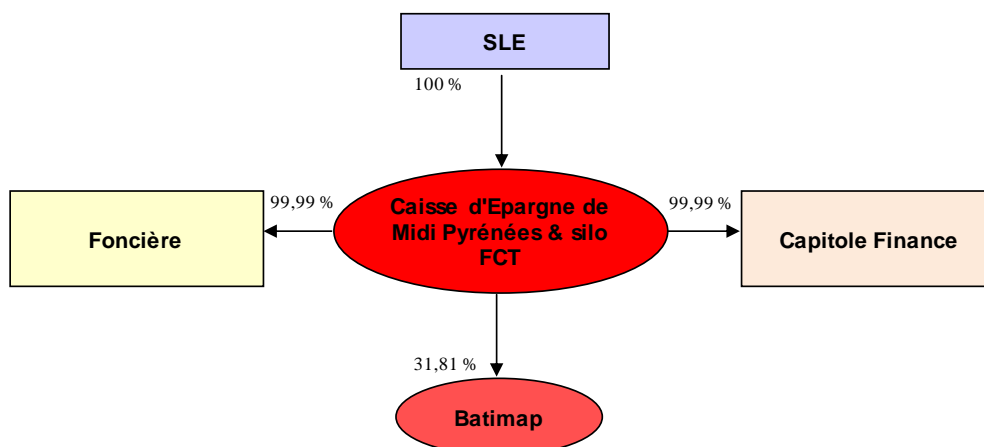 SLE
100 %
99,99 %
Caisse d'Epargne de
Midi Pyrénées & silo
FCT
99,99 %
Foncière
Capitole Finance
31,81 %
Batimap